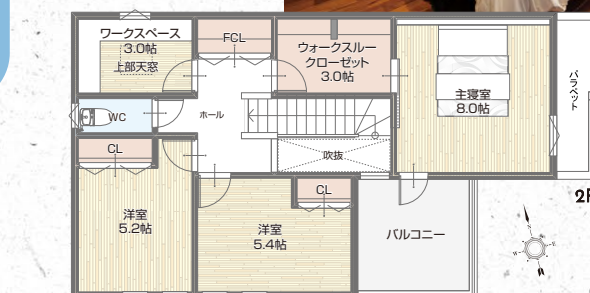 ワークスペース
3.0帖
上部天窓
FCL
ウォークスルー
クローゼット
3.0帖
主寝室
8.0帖
パラペット
WC
ホール
CL
吹抜
洋室
5.2帖
洋室
5.4帖
CL
バルコニー
2F
N
E
W
S